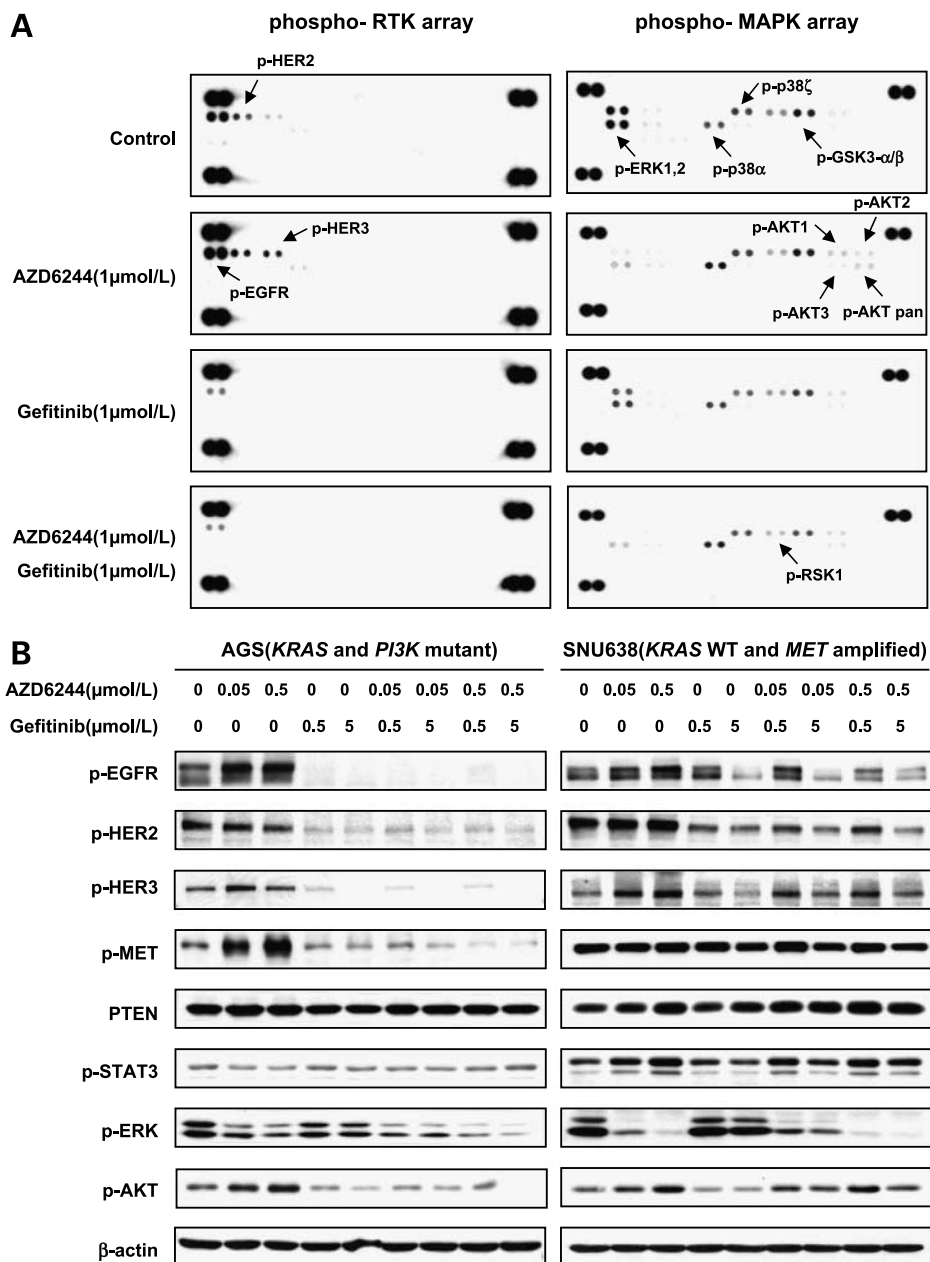 A
phospho- RTK array
phospho- MAPK array
p-HER2
p-p38ζ
Control
p-ERK1,2
p-p38α
p-GSK3-α/β
p-HER3
p-AKT1
p-AKT2
AZD6244(1μmol/L)
p-EGFR
p-AKT3
p-AKT pan
Gefitinib(1μmol/L)
AZD6244(1μmol/L)
Gefitinib(1μmol/L)
p-RSK1
B
AGS(KRAS and PI3K mutant)
SNU638(KRAS WT and MET amplified)
AZD6244(μmol/L) 0 0.05 0.5 0 0 0.05 0.05 0.5 0.5 0 0.05 0.5 0 0 0.05 0.05 0.5 0.5
Gefitinib(μmol/L) 0 0 0 0.5 5 0.5 5 0.5 5 0 0 0 0.5 5 0.5 5 0.5 5
p-EGFR
p-HER2
p-HER3
p-MET
PTEN
p-STAT3
p-ERK
p-AKT
β-actin